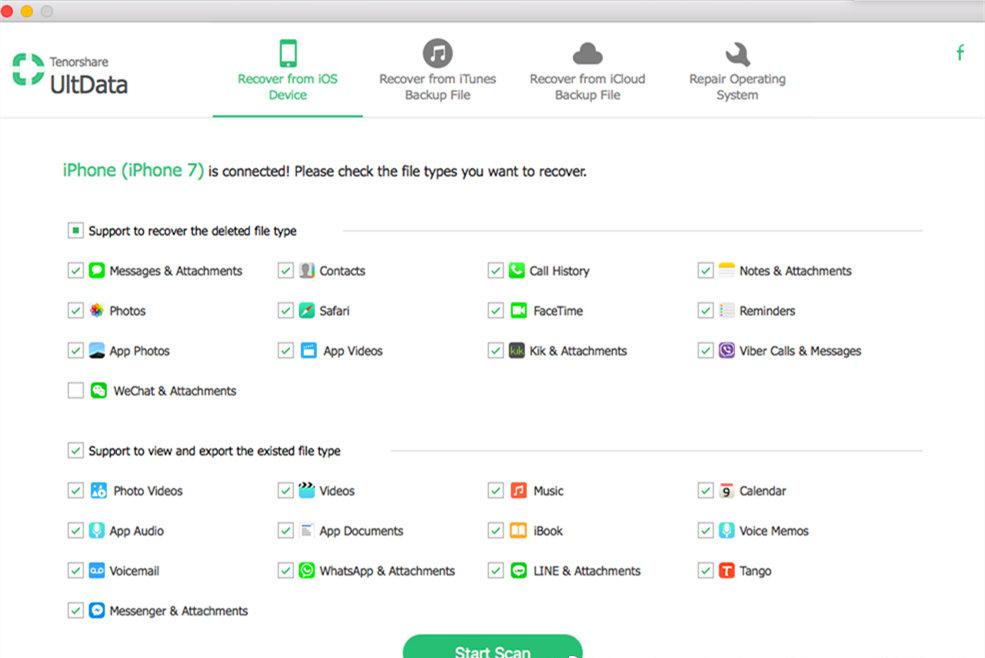 Tenorshare
UltData
Recover from iOS
Device
Recover from iTunes
Backup File
Recover from iCloud
Backup File
Repair Operating
System
f
iPhone (iPhone 7) is connected! Please check the file types you want to recover.
Support to recover the deleted file type
Messages & Attachments
Contacts
Call History
Notes & Attachments
Photos
Safari
FaceTime
Reminders
App Photos
App Videos
kik Kik & Attachments
Viber Calls & Messages
WeChat & Attachments
Support to view and export the existed file type
Photo Videos
Videos
Music
9 Calendar
App Audio
App Documents
iBook
Voice Memos
Voicemail
WhatsApp & Attachments
LINE & Attachments
T Tango
Messenger & Attachments
Start Scan